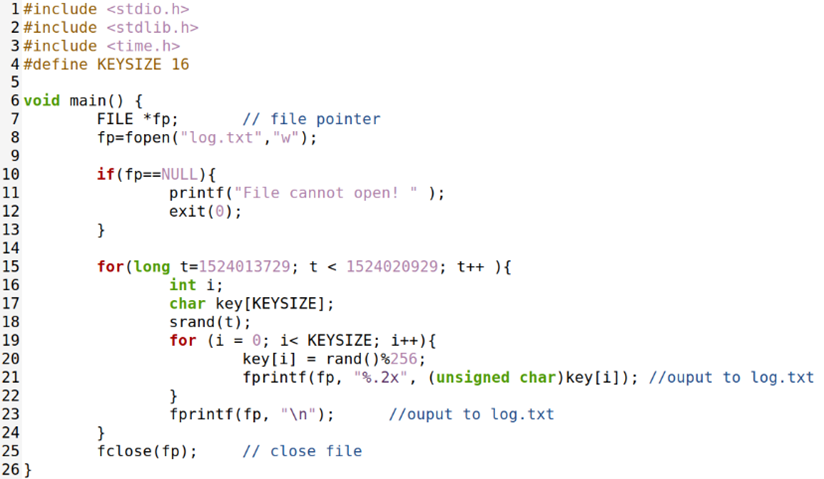 1 #include <stdio.h>
2 #include <stdlib.h>
3 #include <time.h>
4 #define KEYSIZE 16
5
6 void main() {
7         FILE *fp;       // file pointer
8         fp=fopen("log.txt","w");
9
10         if(fp==NULL){
11                 printf("File cannot open! " );
12                 exit(0);
13         }
14
15         for(long t=1524013729; t < 1524020929; t++ ){
16                 int i;
17                 char key[KEYSIZE];
18                 srand(t);
19                 for (i = 0; i< KEYSIZE; i++){
20                         key[i] = rand()%256;
21                         fprintf(fp, "%.2x", (unsigned char)key[i]); //ouput to log.txt
22                 }
23                 fprintf(fp, "\n");      //ouput to log.txt
24         }
25         fclose(fp);     // close file
26 }